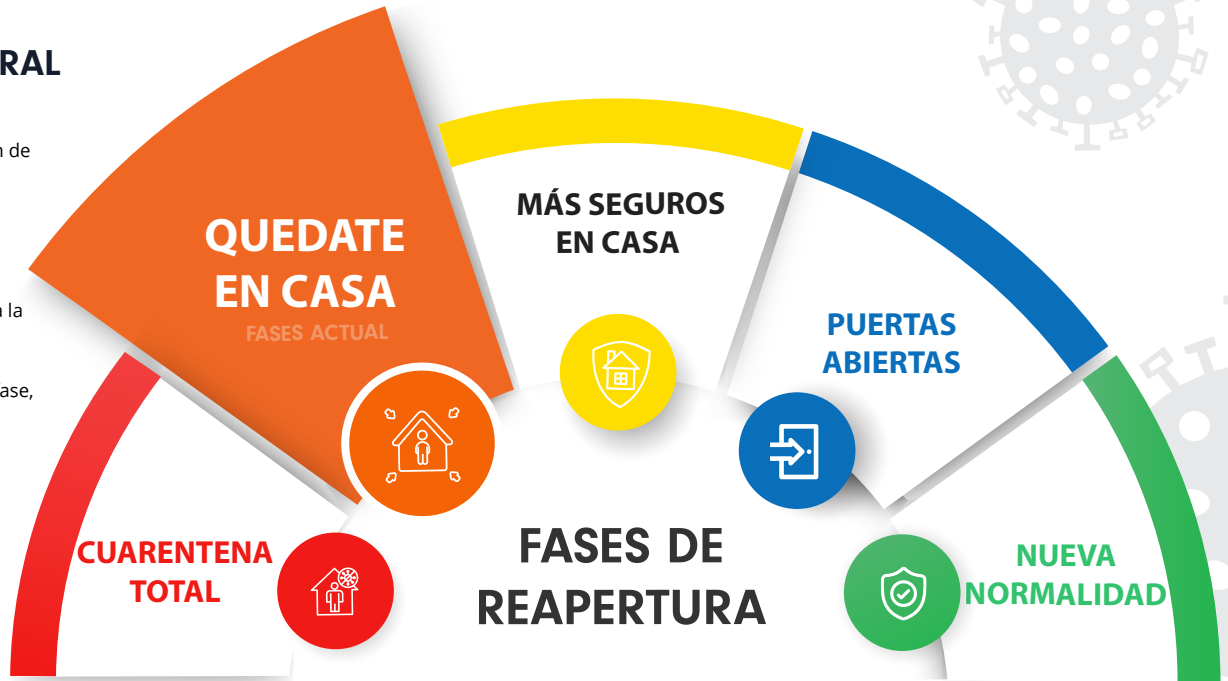 RAL
de
a la
ase,
QUEDATE
EN CASA
FASES ACTUAL
MÁS SEGUROS
EN CASA
PUERTAS
ABIERTAS
CUARENTENA
TOTAL
FASES DE
REAPERTURA
NUEVA
NORMALIDAD